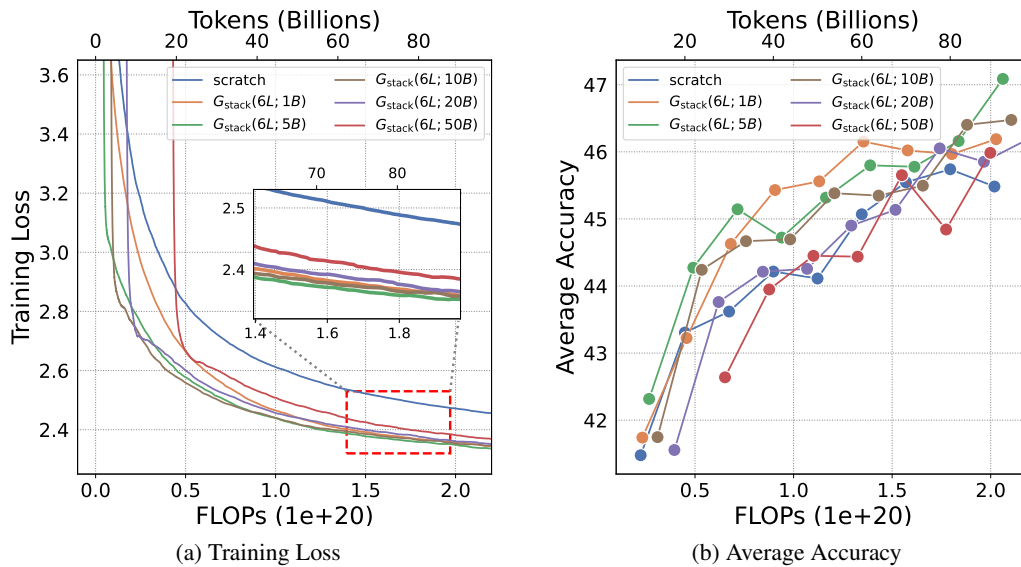 Tokens (Billions)
0 20 40 60 80
3.6
3.4
3.2
3.0
2.8
2.6
2.4
Training Loss
scratch
G_stack(6L; 1B)
G_stack(6L; 5B)
G_stack(6L; 10B)
G_stack(6L; 20B)
G_stack(6L; 50B)
70 80
2.5
2.4
1.4 1.6 1.8
0.0 0.5 1.0 1.5 2.0
FLOPs (1e+20)
(a) Training Loss
Tokens (Billions)
20 40 60 80
47
46
45
44
43
42
Average Accuracy
scratch
G_stack(6L; 1B)
G_stack(6L; 5B)
G_stack(6L; 10B)
G_stack(6L; 20B)
G_stack(6L; 50B)
0.5 1.0 1.5 2.0
FLOPs (1e+20)
(b) Average Accuracy